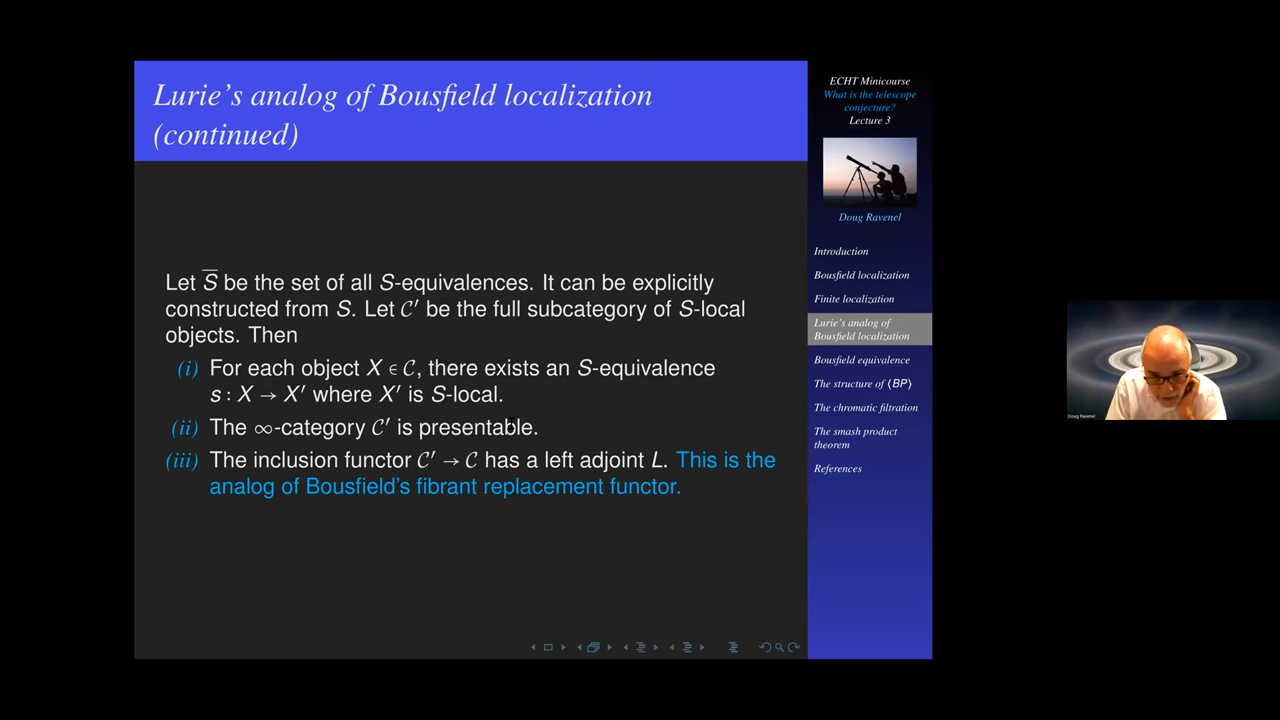 Lurie's analog of Bousfield localization
(continued)
Let S̅ be the set of all S-equivalences. It can be explicitly
constructed from S. Let 𝒞′ be the full subcategory of S-local
objects. Then
(i) For each object X ∈ 𝒞, there exists an S-equivalence
s : X → X′ where X′ is S-local.
(ii) The ∞-category 𝒞′ is presentable.
(iii) The inclusion functor 𝒞′ → 𝒞 has a left adjoint L. This is the
analog of Bousfield's fibrant replacement functor.
ECHT Minicourse
What is the telescope
conjecture?
Lecture 3
Doug Ravenel
Introduction
Bousfield localization
Finite localization
Lurie's analog of
Bousfield localization
Bousfield equivalence
The structure of ⟨BP⟩
The chromatic filtration
The smash product
theorem
References
Doug Ravenel